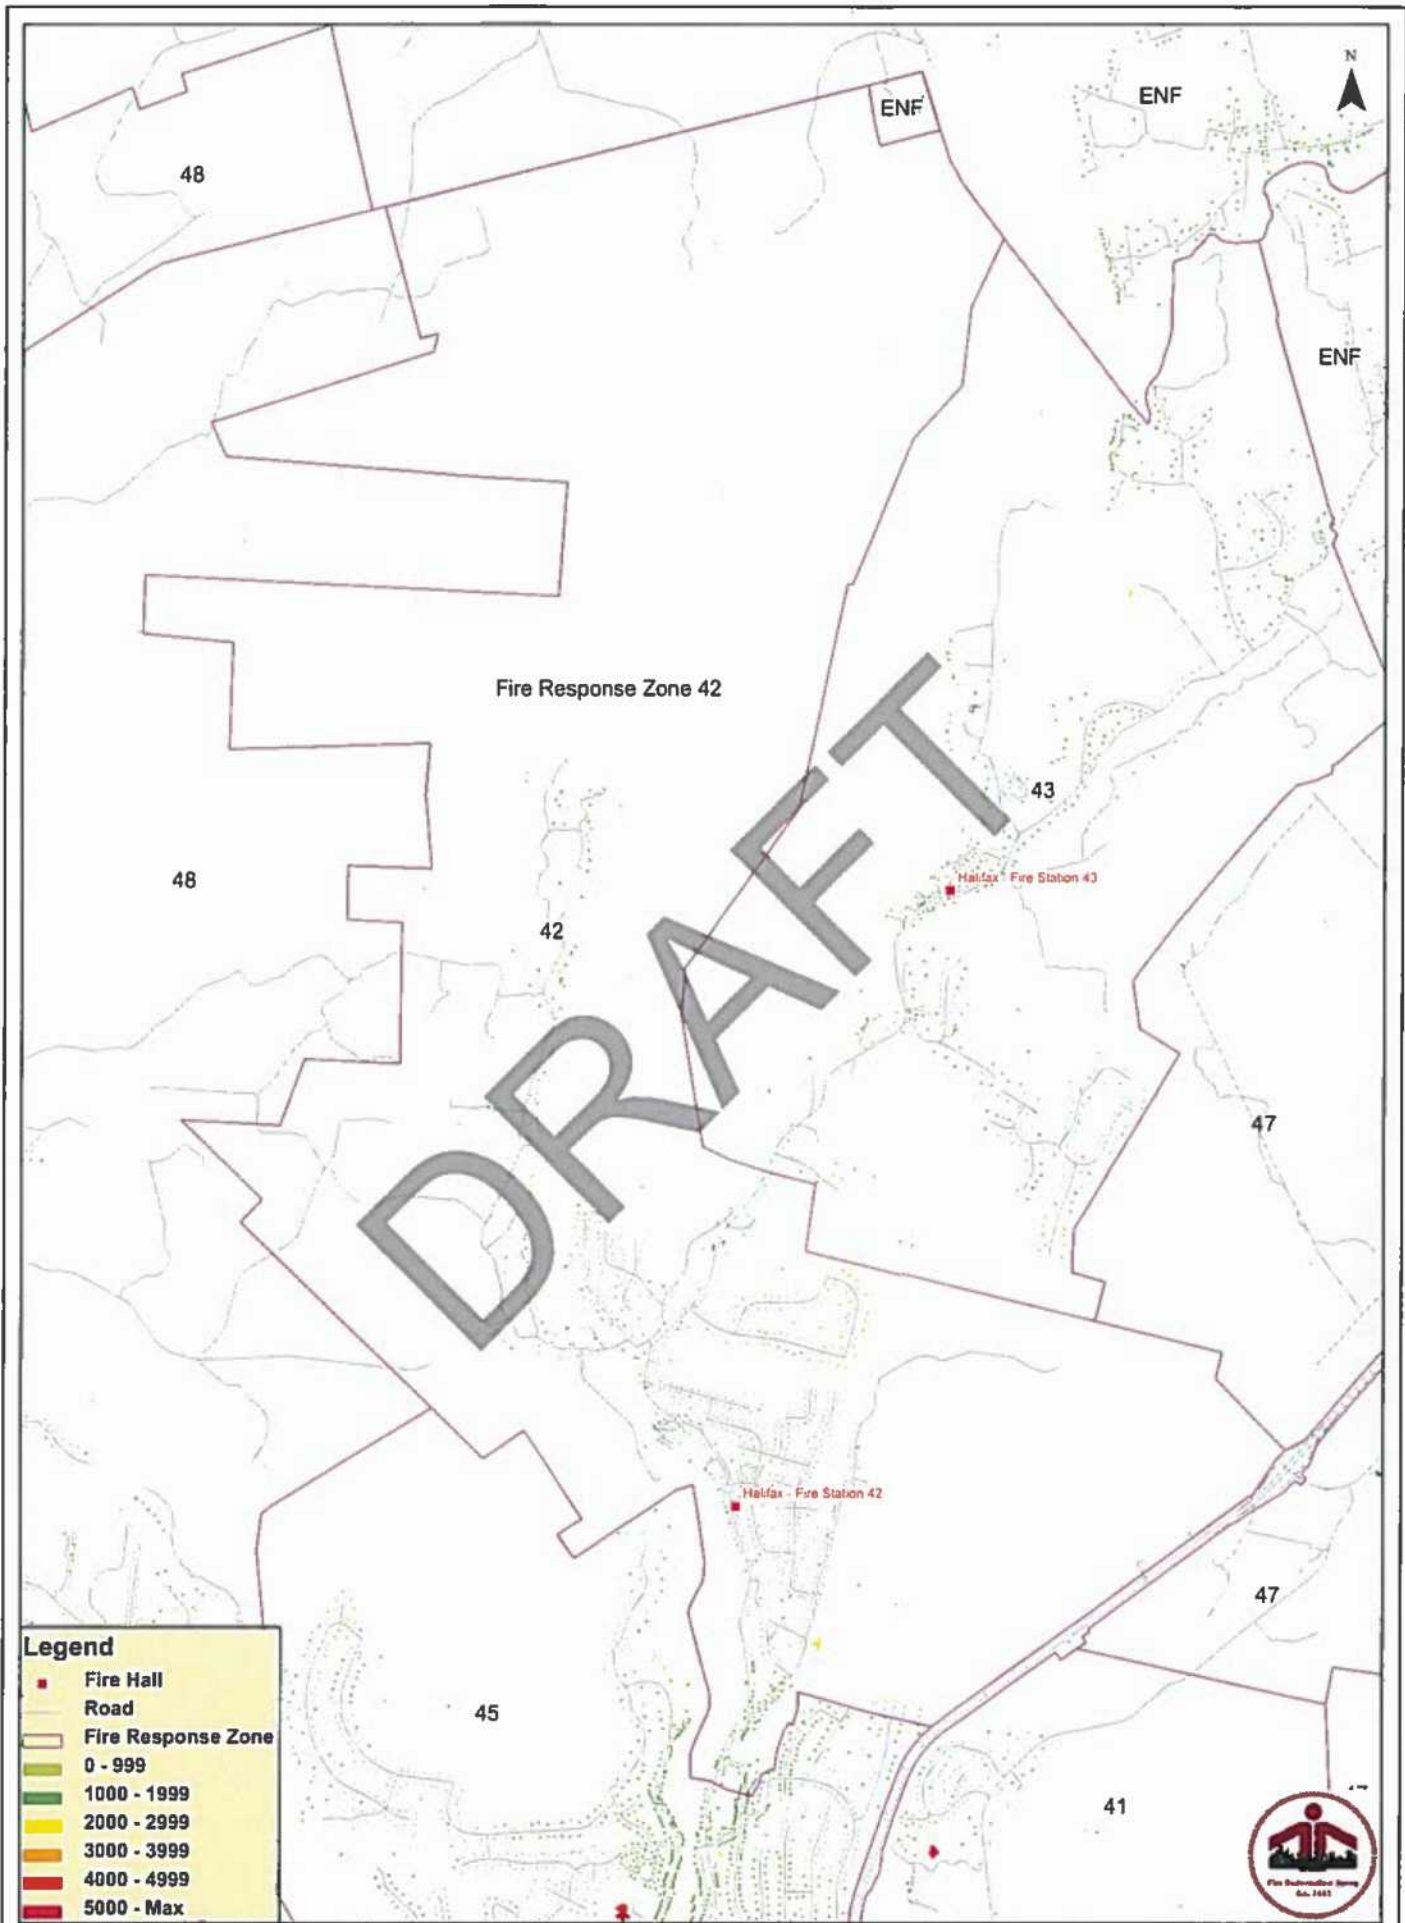 N
ENF
ENF
48
ENF
Fire Response Zone 42
43
48
Halifax - Fire Station 43
42
DRAFT
47
Halifax - Fire Station 42
47
Legend
Fire Hall
Road
Fire Response Zone
0 - 999
1000 - 1999
2000 - 2999
3000 - 3999
4000 - 4999
5000 - Max
45
41